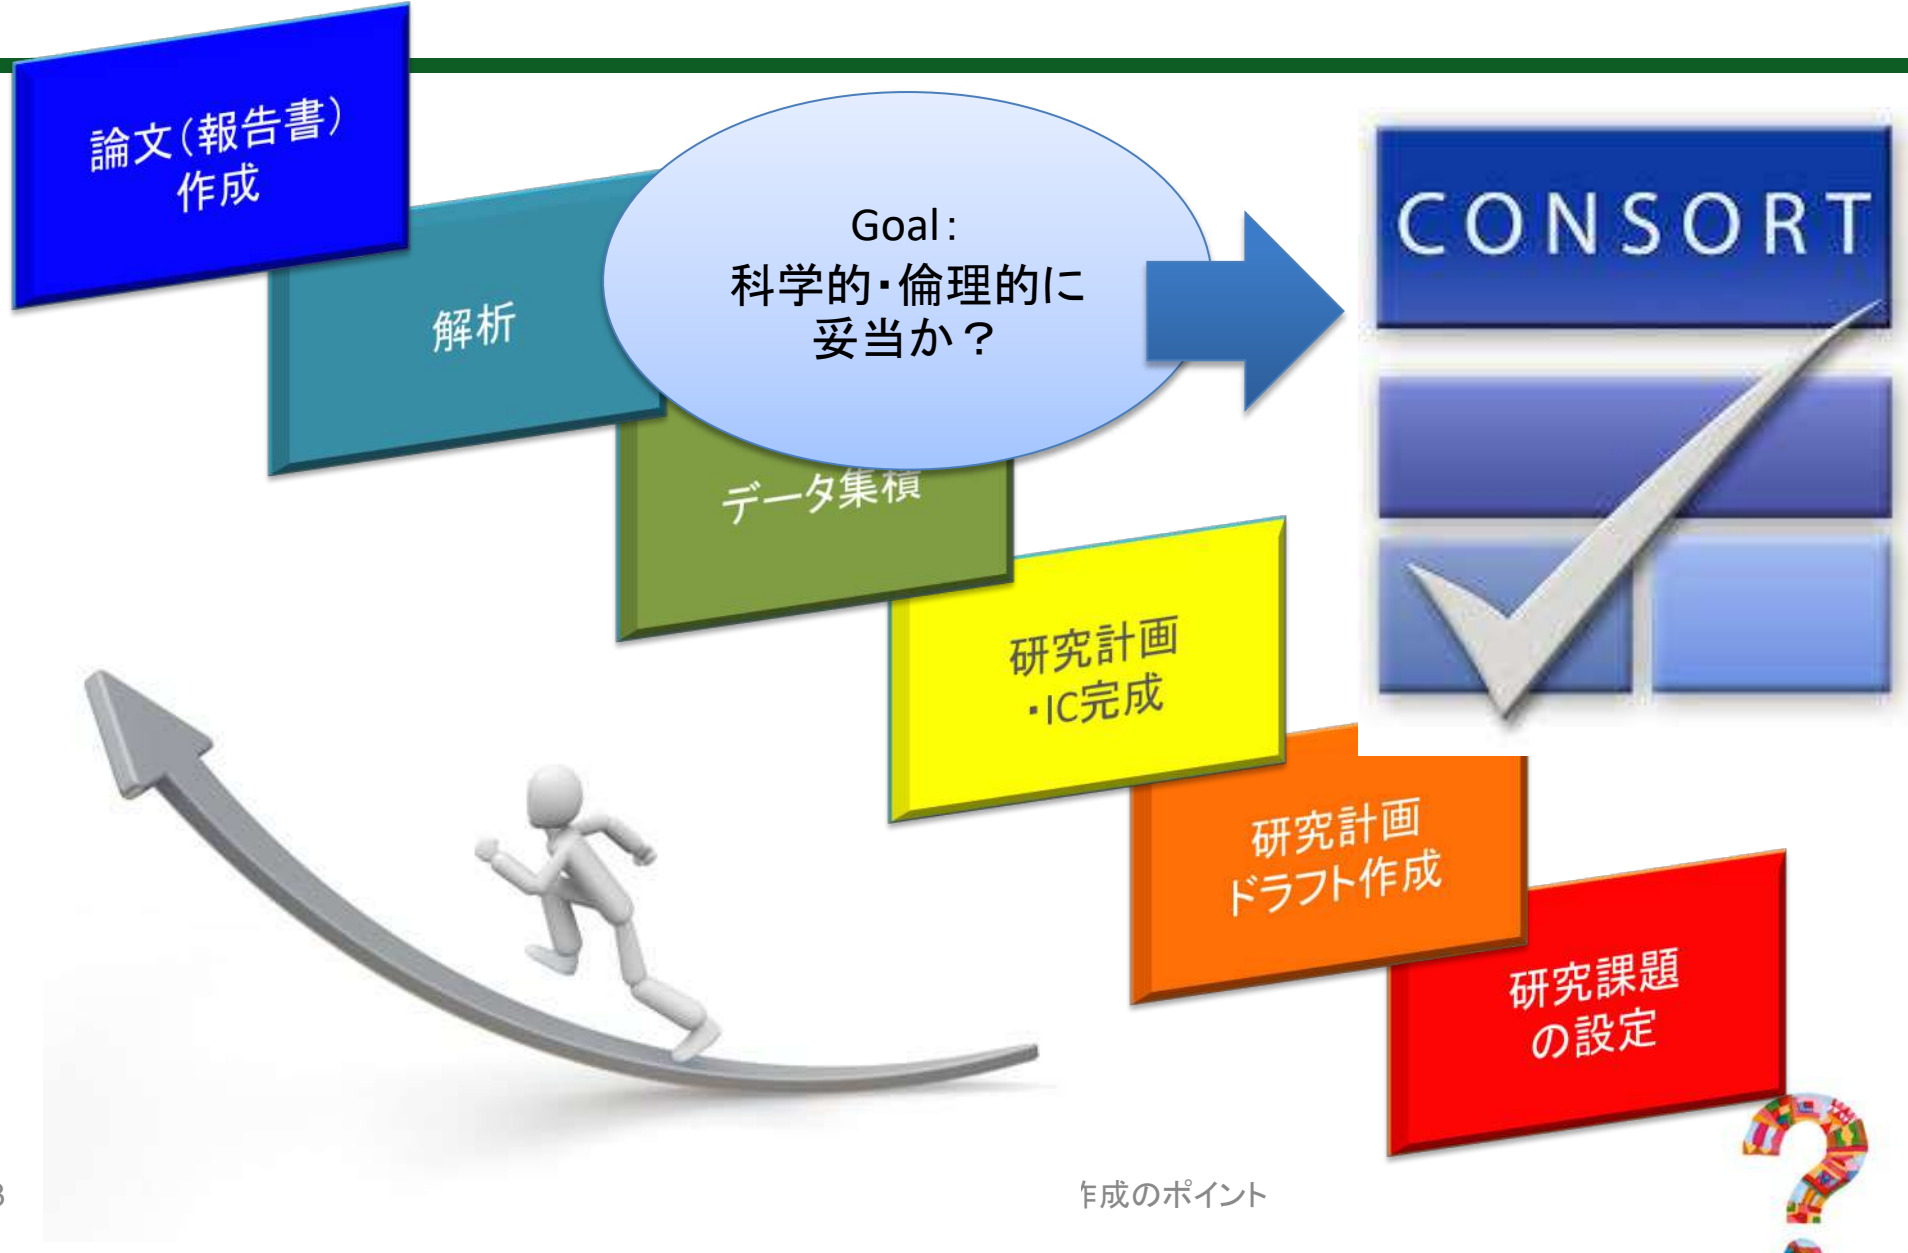 論文（報告書）
作成
解析
Goal：
科学的・倫理的に
妥当か？
CONSORT
データ集積
研究計画
・IC完成
研究計画
ドラフト作成
研究課題
の設定
成のポイント